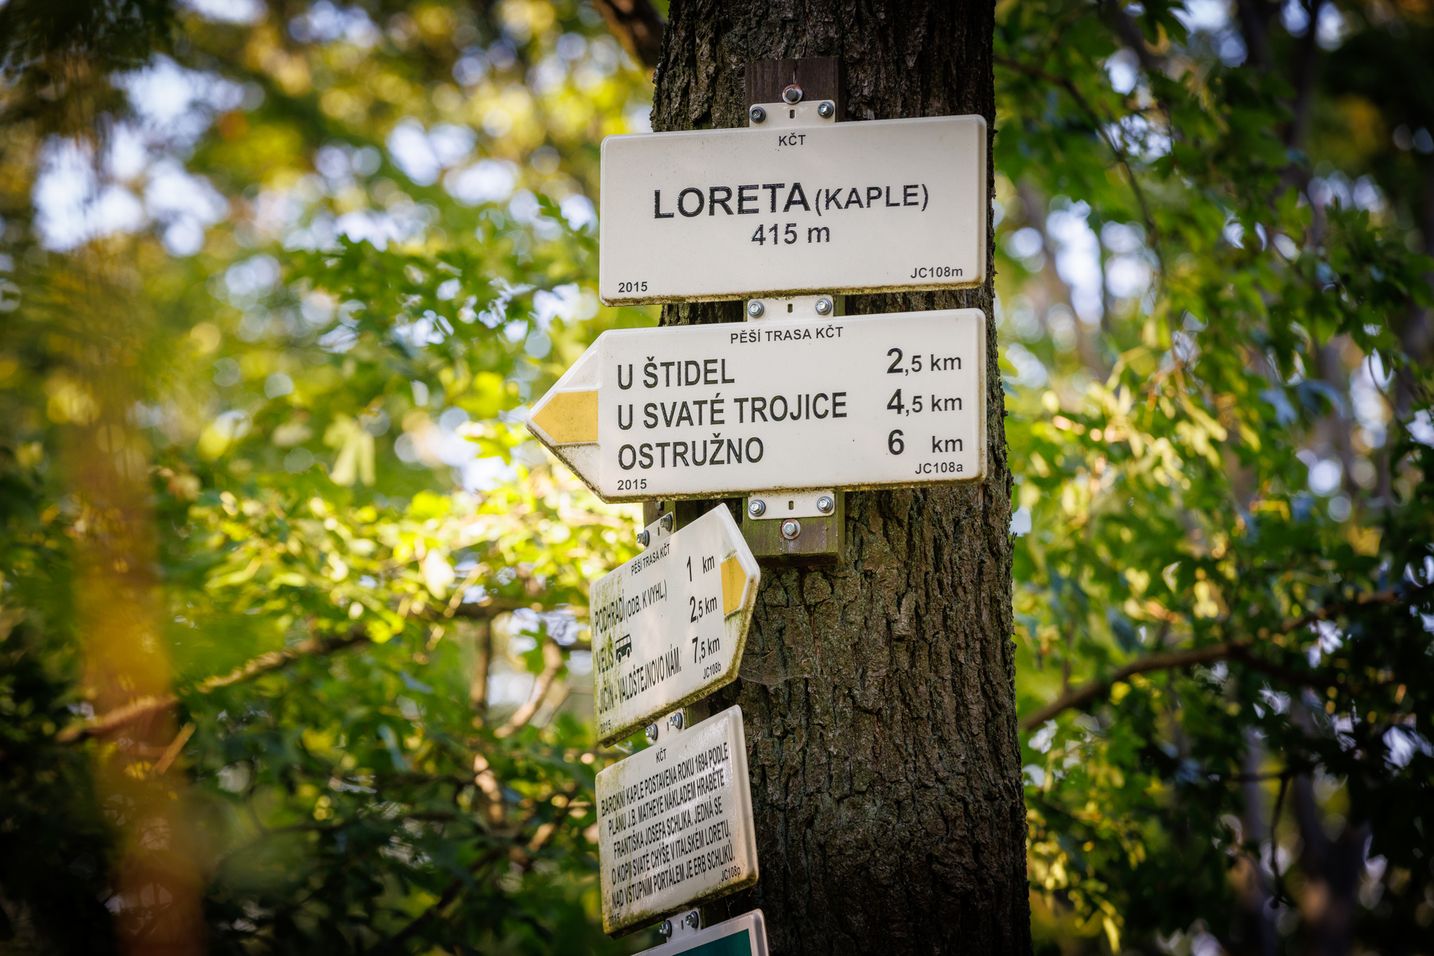 KČT
LORETA (KAPLE)
415 m
2015 JC108m
PĚŠÍ TRASA KČT
U ŠTIDEL 2,5 km
U SVATÉ TROJICE 4,5 km
OSTRUŽNO 6 km
2015 JC108a
PĚŠÍ TRASA KČT
PODHRADÍ (ODB. K VYHL.) 1 km
VELIŠ 2,5 km
JIČÍN - VALDŠTEJNOVO NÁM. 7,5 km
2015 JC108b
KČT
BAROKNÍ KAPLE POSTAVENA ROKU 1694 PODLE
PLÁNU J.B. MATHEYE NÁKLADEM HRABĚTE
FRANTIŠKA JOSEFA SCHLIKA. JEDNÁ SE
O KOPII SVATÉ CHÝŠE V ITALSKÉM LORETU.
NAD VSTUPNÍM PORTÁLEM JE ERB SCHLIKŮ.
JC108p